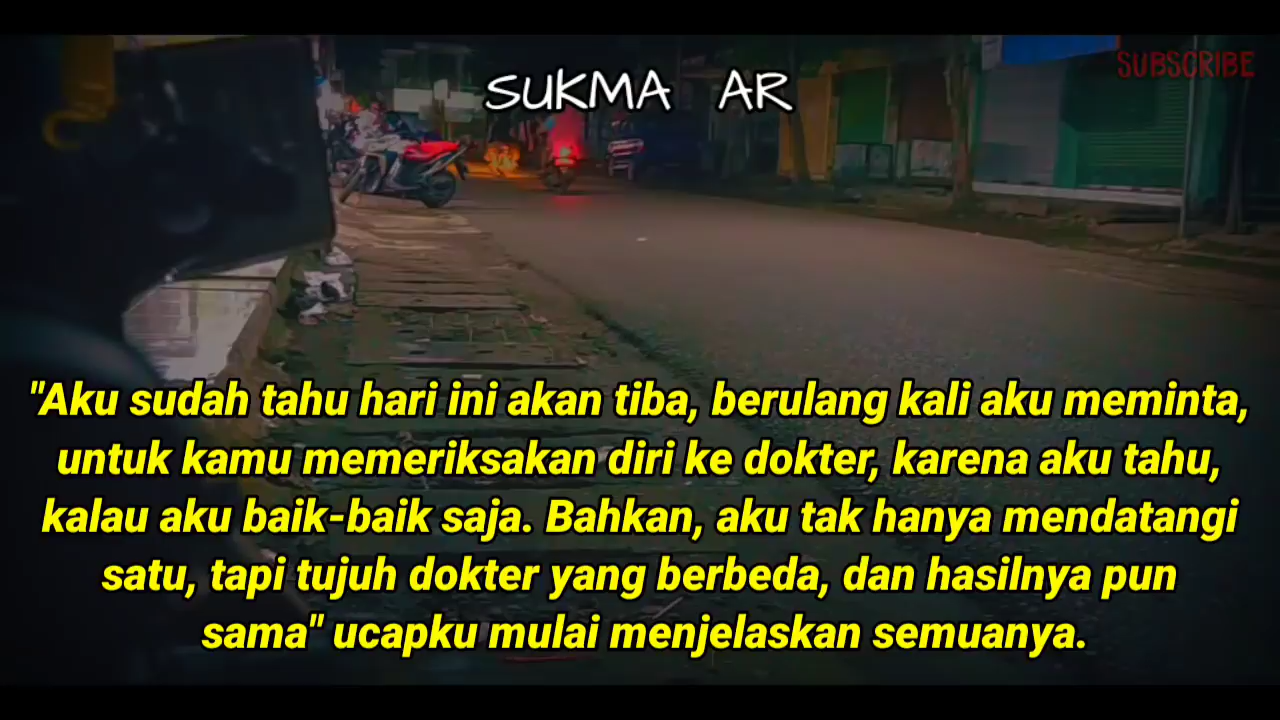 SUBSCRIBE
SUKMA AR
"Aku sudah tahu hari ini akan tiba, berulang kali aku meminta,
untuk kamu memeriksakan diri ke dokter, karena aku tahu,
kalau aku baik-baik saja. Bahkan, aku tak hanya mendatangi
satu, tapi tujuh dokter yang berbeda, dan hasilnya pun
sama" ucapku mulai menjelaskan semuanya.